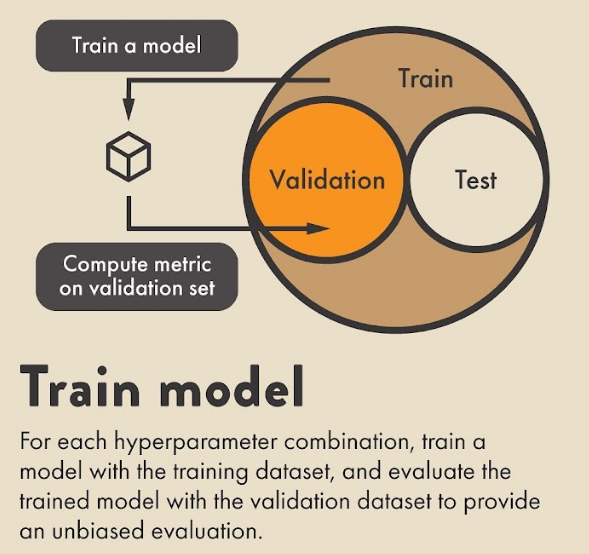 Train a model
Train
Validation
Test
Compute metric
on validation set
Train model
For each hyperparameter combination, train a
model with the training dataset, and evaluate the
trained model with the validation dataset to provide
an unbiased evaluation.